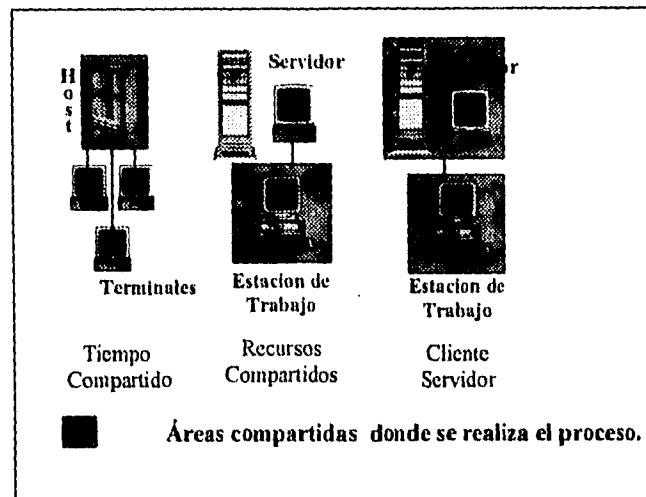 Host
Servidor
Terminales
Estacion de
Trabajo
Estacion de
Trabajo
Tiempo
Compartido
Recursos
Compartidos
Cliente
Servidor
Áreas compartidas donde se realiza el proceso.